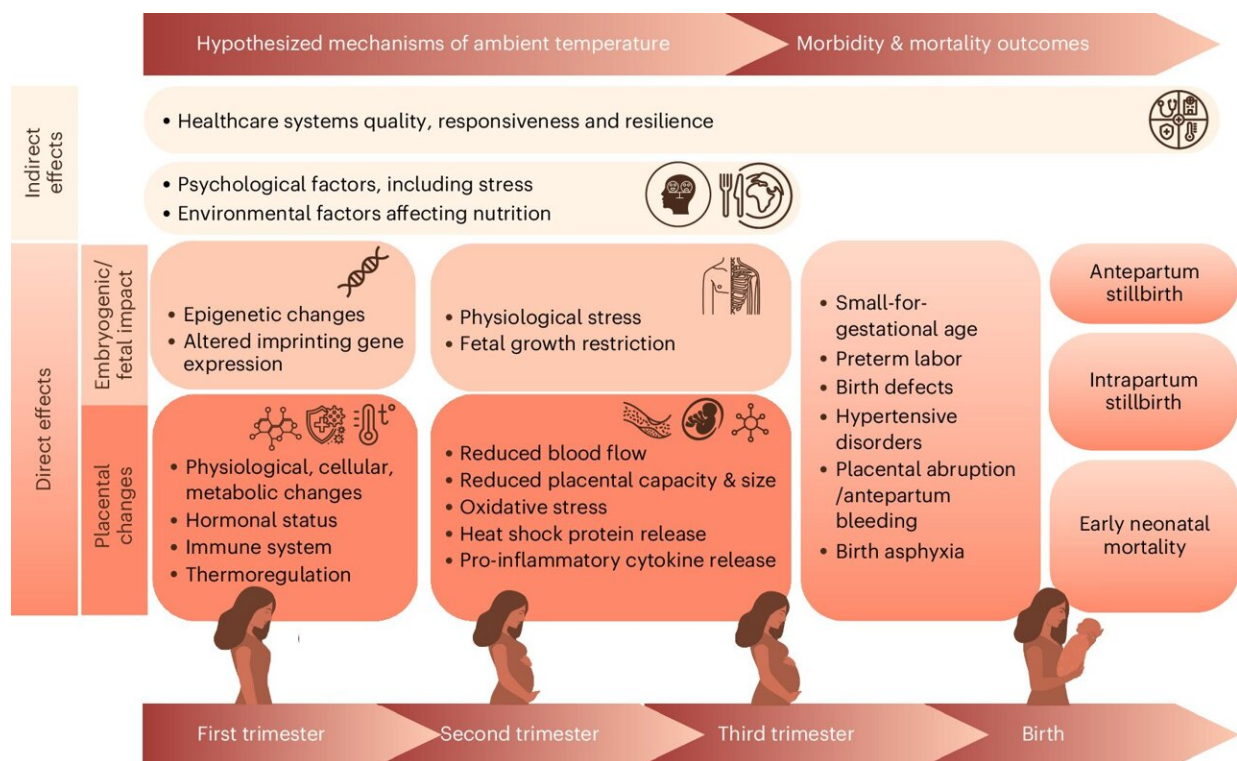 Hypothesized mechanisms of ambient temperature
Morbidity & mortality outcomes
Indirect
effects
• Healthcare systems quality, responsiveness and resilience
• Psychological factors, including stress
• Environmental factors affecting nutrition
Direct effects
Embryogenic/
fetal impact
• Epigenetic changes
• Altered imprinting gene
expression
• Physiological stress
• Fetal growth restriction
Placental
changes
t°
• Physiological, cellular,
metabolic changes
• Hormonal status
• Immune system
• Thermoregulation
• Reduced blood flow
• Reduced placental capacity & size
• Oxidative stress
• Heat shock protein release
• Pro-inflammatory cytokine release
• Small-for-
gestational age
• Preterm labor
• Birth defects
• Hypertensive
disorders
• Placental abruption
/antepartum
bleeding
• Birth asphyxia
Antepartum
stillbirth
Intrapartum
stillbirth
Early neonatal
mortality
First trimester
Second trimester
Third trimester
Birth